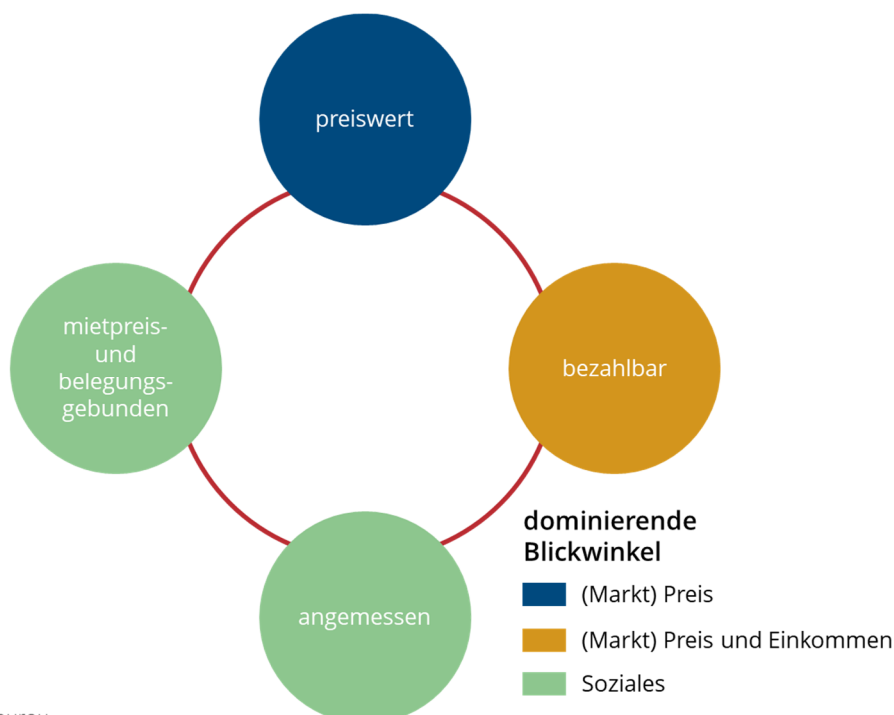 preiswert
mietpreis-
und
belegungs-
gebunden
bezahlbar
angemessen
dominierende
Blickwinkel
(Markt) Preis
(Markt) Preis und Einkommen
Soziales